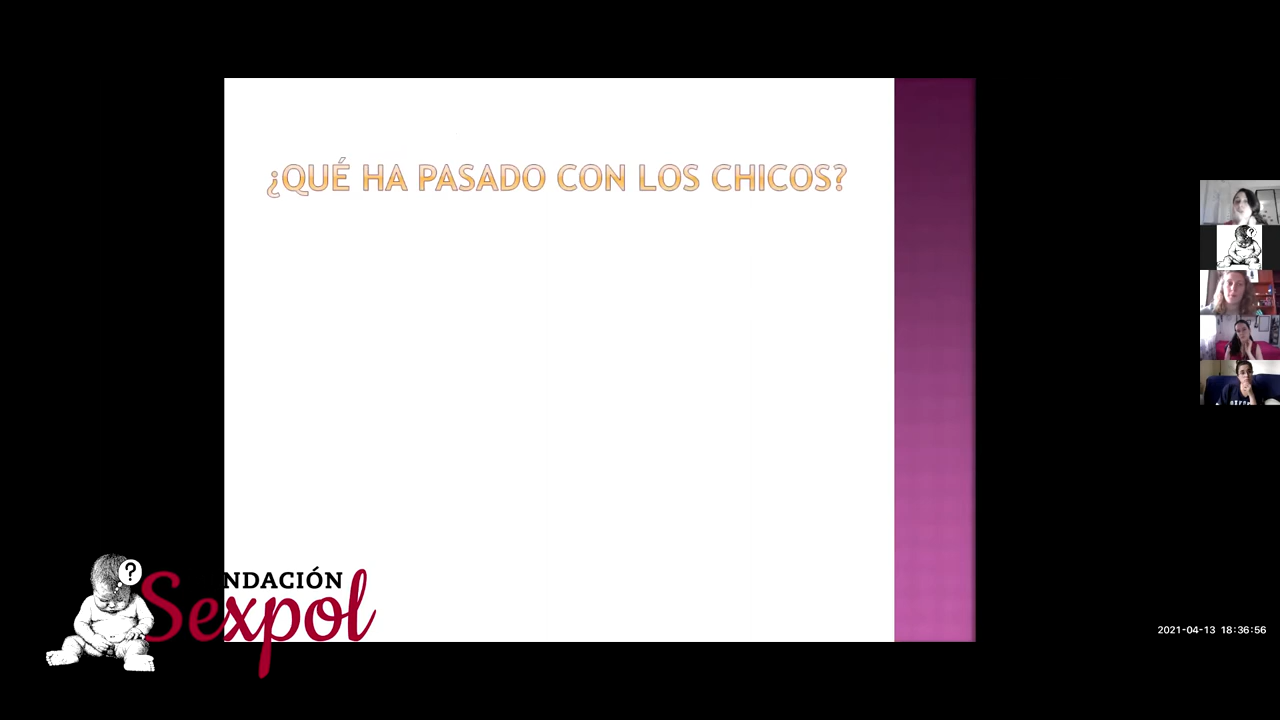 ¿QUÉ HA PASADO CON LOS CHICOS?
?
?
NDACIÓN
Sexpol
2021-04-13 18:36:56